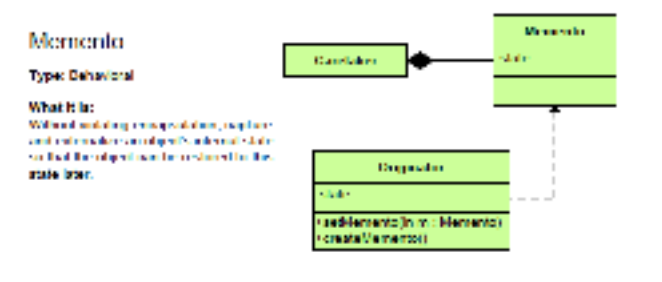 Memento
Type: Behavioral
What it is:
Without violating encapsulation, capture
and externalize an object's internal state
so that the object can be restored to this
state later.
Caretaker
Memento
-state
Originator
-state
+setMemento(in m : Memento)
+createMemento()